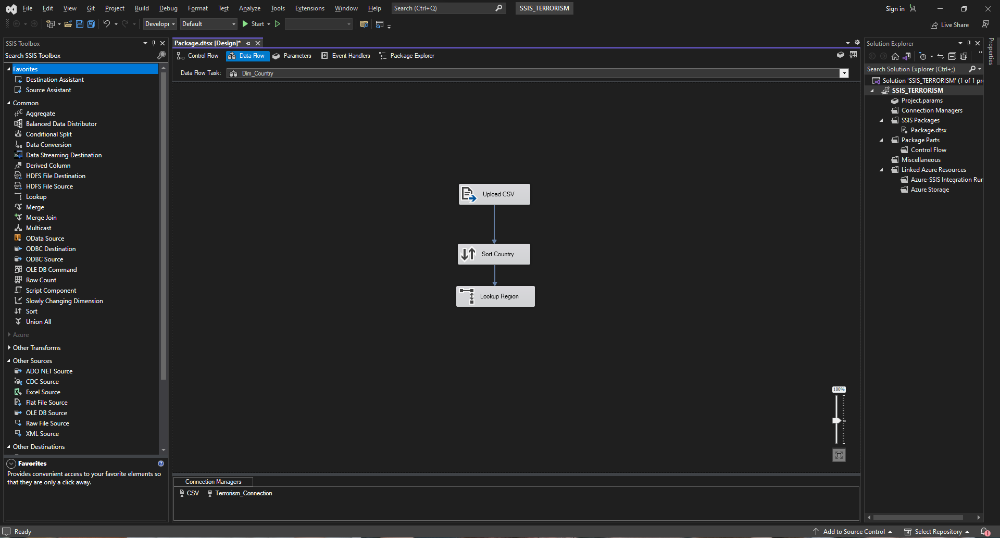 File Edit View Git Project Build Debug Format Test Analyze Tools Extensions Window Help Search (Ctrl+Q) SSIS_TERRORISM Sign in
Develop Default Start Live Share
SSIS Toolbox
Search SSIS Toolbox
Favorites
Destination Assistant
Source Assistant
Common
Aggregate
Balanced Data Distributor
Conditional Split
Data Conversion
Data Streaming Destination
Derived Column
HDFS File Destination
HDFS File Source
Lookup
Merge
Merge Join
Multicast
OData Source
ODBC Destination
ODBC Source
OLE DB Command
Row Count
Script Component
Slowly Changing Dimension
Sort
Union All
Azure
Other Transforms
Other Sources
ADO NET Source
CDC Source
Excel Source
Flat File Source
OLE DB Source
Raw File Source
XML Source
Other Destinations
Favorites
Provides convenient access to your favorite elements so
that they are only a click away.
Package.dtsx [Design]*
Control Flow Data Flow Parameters Event Handlers Package Explorer
Data Flow Task: Dim_Country
Upload CSV
Sort Country
Lookup Region
100%
Connection Managers
CSV Terrorism_Connection
Solution Explorer
Search Solution Explorer (Ctrl+;)
Solution 'SSIS_TERRORISM' (1 of 1 pr
SSIS_TERRORISM
Project.params
Connection Managers
SSIS Packages
Package.dtsx
Package Parts
Control Flow
Miscellaneous
Linked Azure Resources
Azure-SSIS Integration Run
Azure Storage
Properties
Ready Add to Source Control Select Repository 1